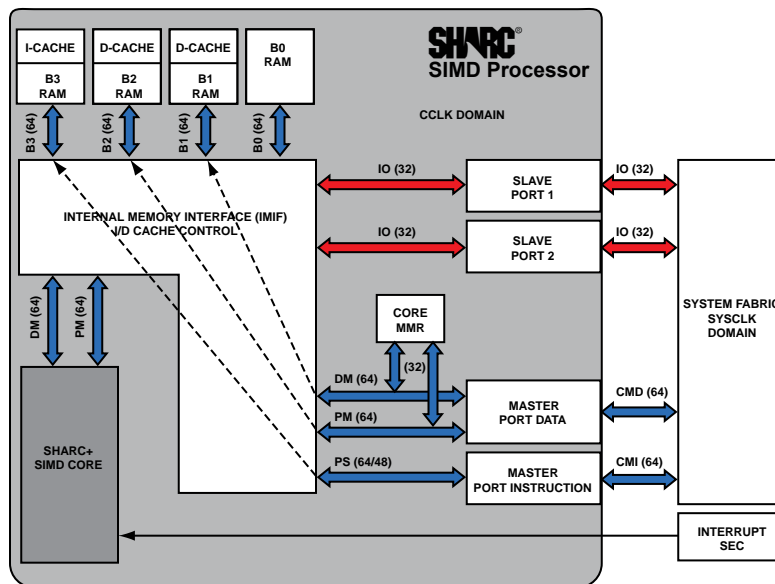 SHARC®
SIMD Processor
CCLK DOMAIN
I-CACHE
B3
RAM
D-CACHE
B2
RAM
D-CACHE
B1
RAM
B0
RAM
B3 (64)
B2 (64)
B1 (64)
B0 (64)
INTERNAL MEMORY INTERFACE (IMIF)
I/D CACHE CONTROL
IO (32)
SLAVE
PORT 1
IO (32)
IO (32)
SLAVE
PORT 2
IO (32)
SYSTEM FABRIC
SYSCLK
DOMAIN
DM (64)
PM (64)
CORE
MMR
(32)
DM (64)
PM (64)
MASTER
PORT DATA
CMD (64)
PS (64/48)
MASTER
PORT INSTRUCTION
CMI (64)
SHARC+
SIMD CORE
INTERRUPT
SEC